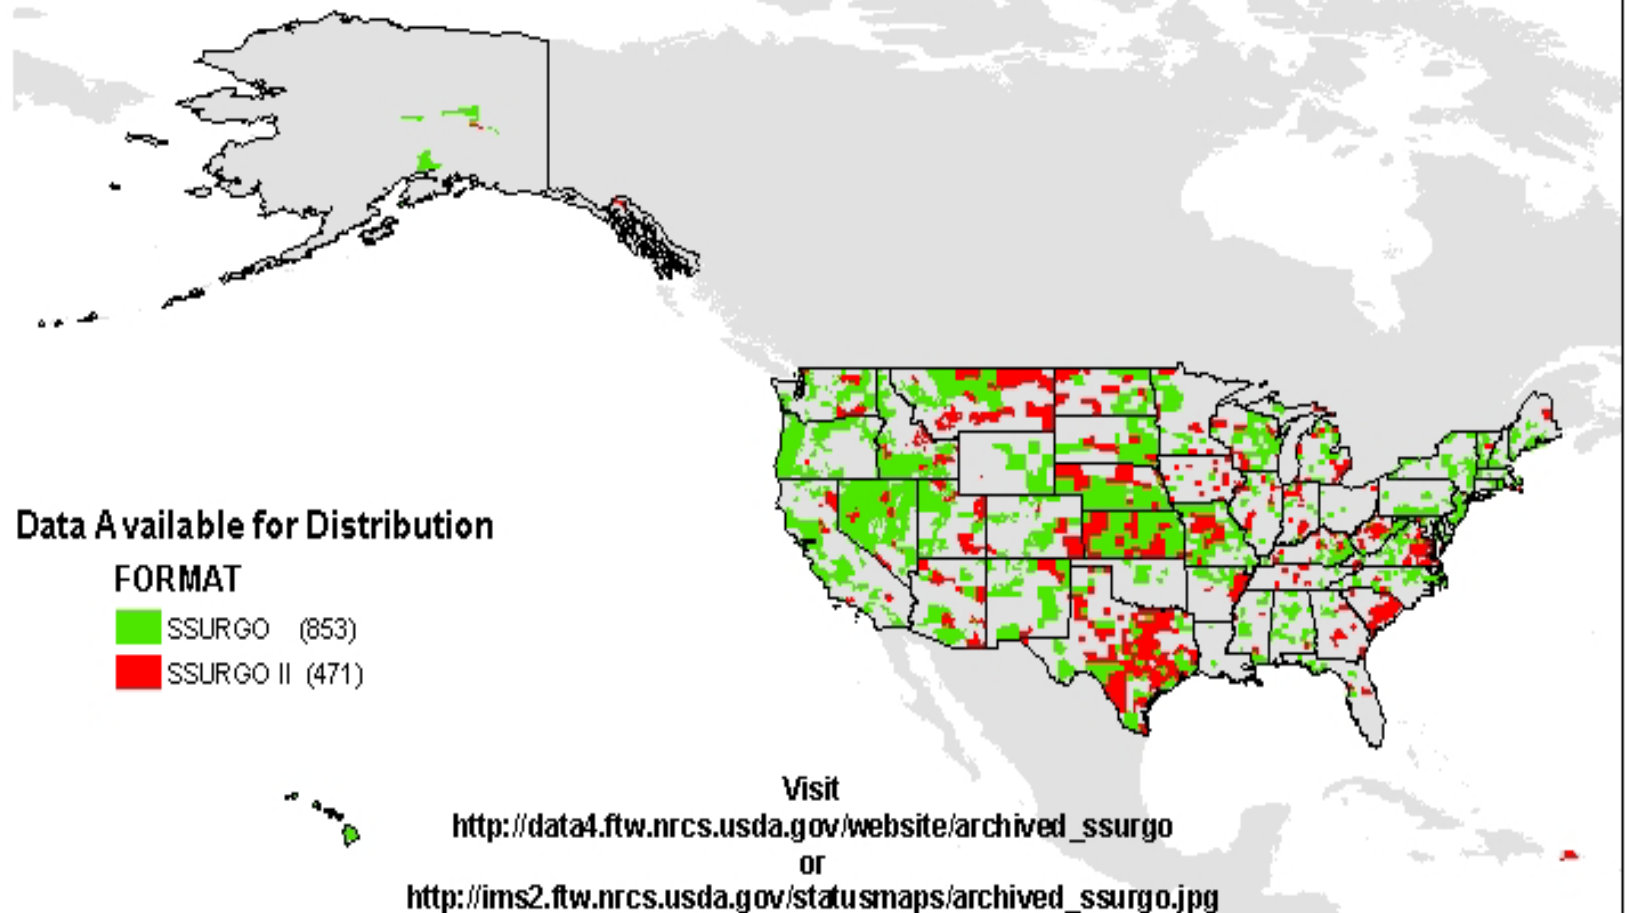 Data Available for Distribution
FORMAT
SSURGO (853)
SSURGO II (471)
Visit
http://data4.ftw.nrcs.usda.gov/website/archived_ssurgo
or
http://ims2.ftw.nrcs.usda.gov/statusmaps/archived_ssurgo.jpg